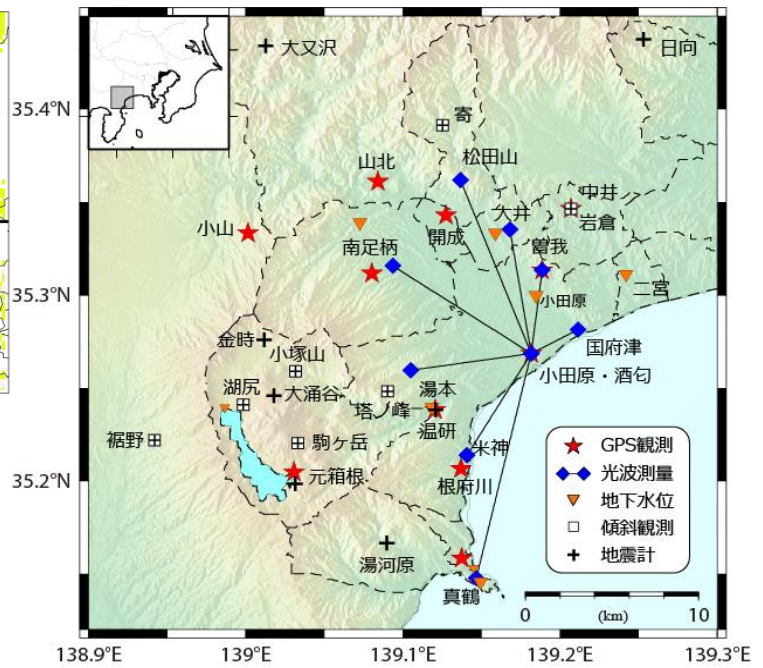 大又沢
日向
35.4°N
寄
松田山
山北
中井
大井
岩倉
小山
開成
南足柄
曽我
35.3°N
小田原
二宮
金時
小塚山
国府津
小田原・酒匂
湖尻
大涌谷
湯本
塔ノ峰
温研
裾野
駒ヶ岳
米神
GPS観測
光波測量
35.2°N
元箱根
根府川
地下水位
傾斜観測
地震計
湯河原
真鶴
0
(km)
10
138.9°E
139°E
139.1°E
139.2°E
139.3°E